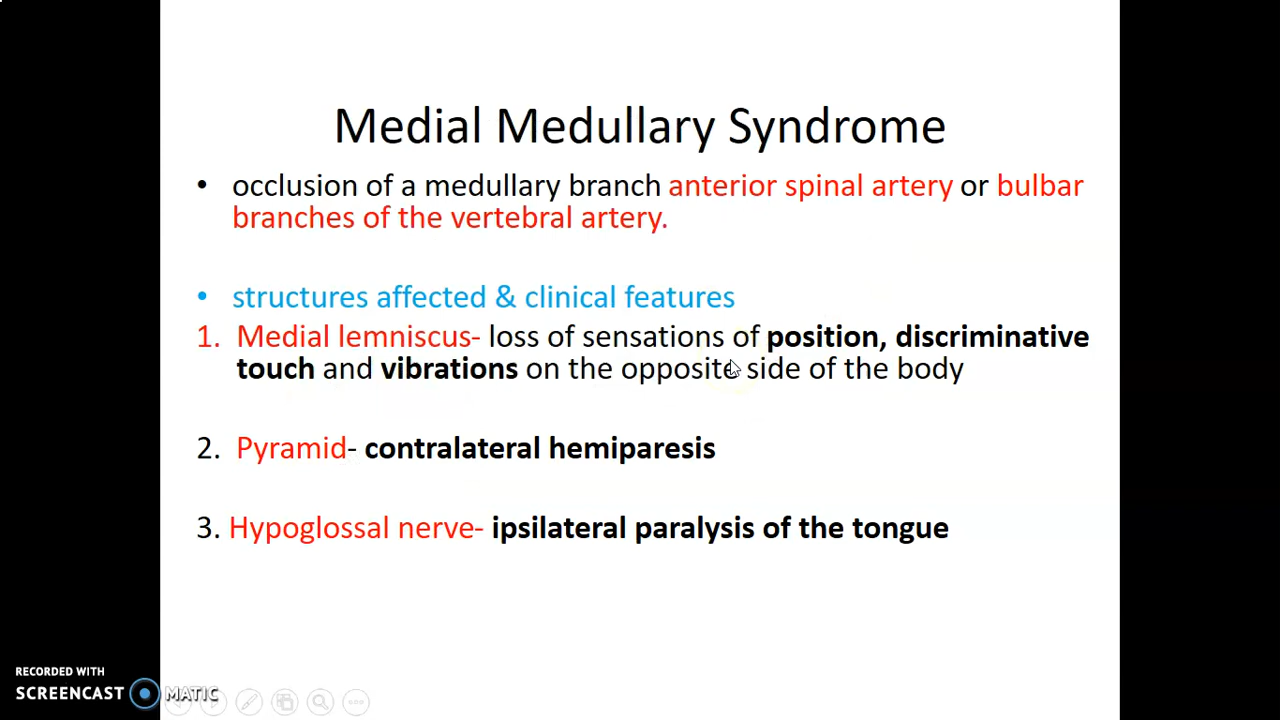 Medial Medullary Syndrome
• occlusion of a medullary branch anterior spinal artery or bulbar
branches of the vertebral artery.
• structures affected & clinical features
1. Medial lemniscus- loss of sensations of position, discriminative
touch and vibrations on the opposite side of the body
2. Pyramid- contralateral hemiparesis
3. Hypoglossal nerve- ipsilateral paralysis of the tongue
RECORDED WITH
SCREENCAST MATIC